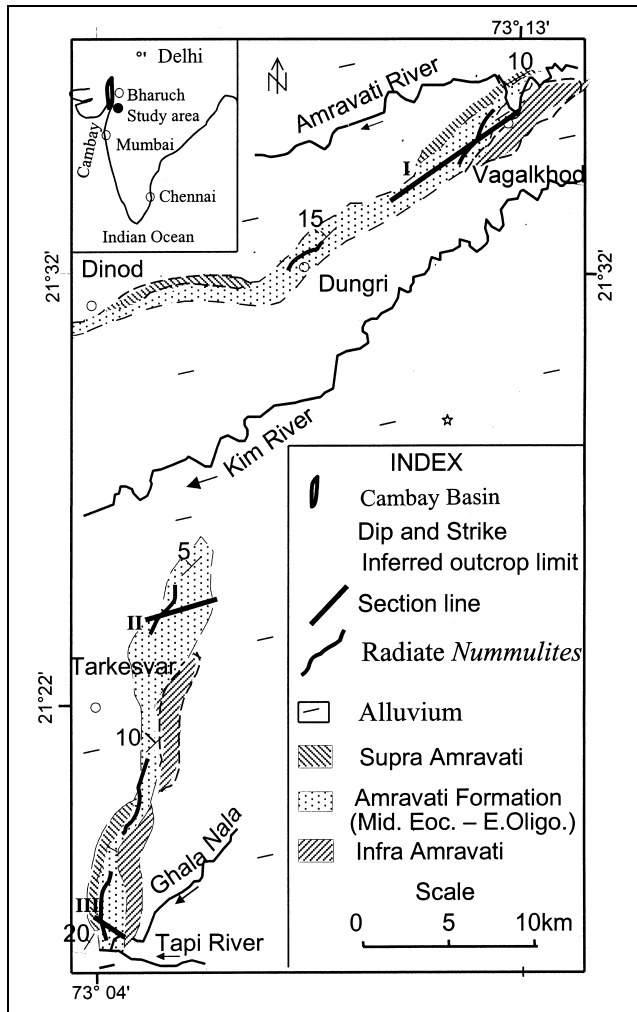 73° 13'
Delhi
Bharuch
Study area
Cambay
Mumbai
Chennai
Indian Ocean
N
Amravati River
10
I
Vagalkhod
15
Dinod
Dungri
21°32'
21°32'
Kim River
5
II
Tarkesvar
21°22'
10
Ghala Nala
III
20
Tapi River
73° 04'
INDEX
Cambay Basin
Dip and Strike
Inferred outcrop limit
Section line
Radiate Nummulites
Alluvium
Supra Amravati
Amravati Formation
(Mid. Eoc. – E.Oligo.)
Infra Amravati
Scale
0 5 10km